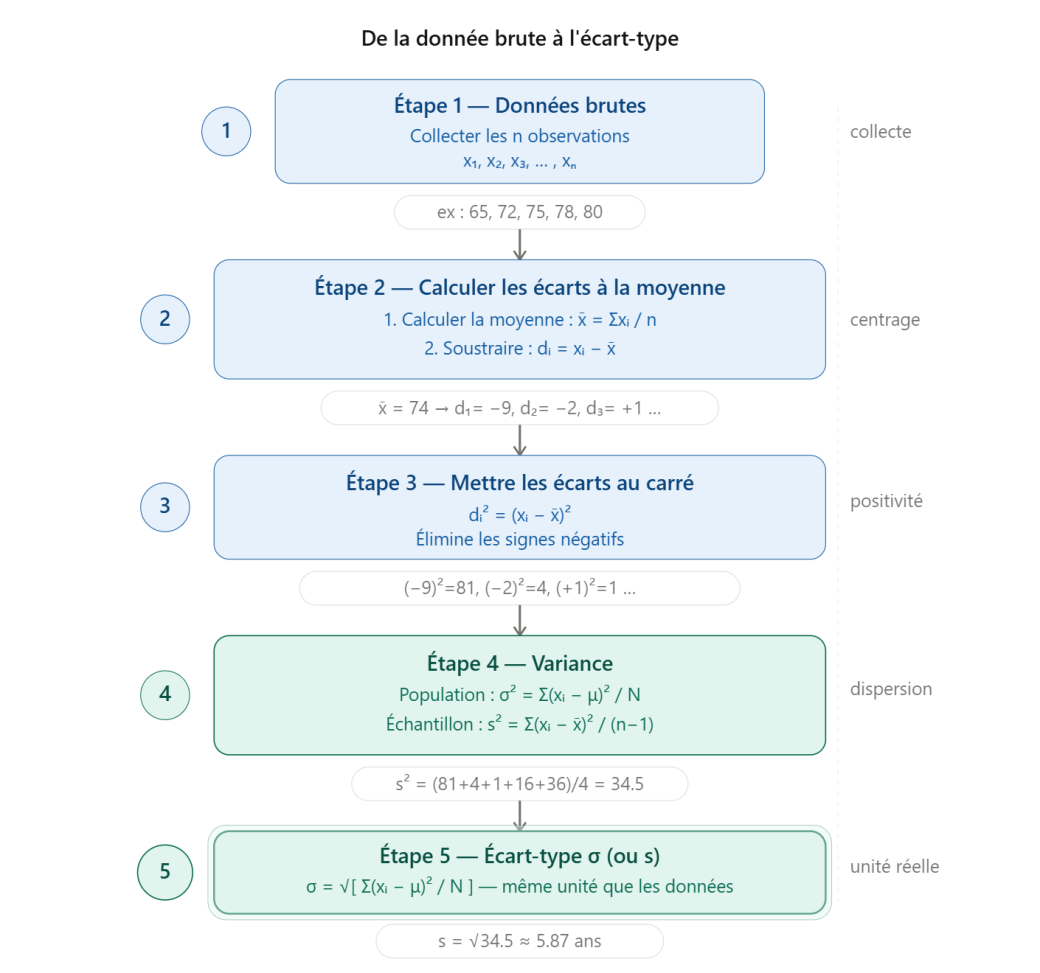 De la donnée brute à l'écart-type
1
Étape 1 — Données brutes
Collecter les n observations
x₁, x₂, x₃, … , xₙ
collecte
ex : 65, 72, 75, 78, 80
2
Étape 2 — Calculer les écarts à la moyenne
1. Calculer la moyenne : x̄ = Σxᵢ / n
2. Soustraire : dᵢ = xᵢ − x̄
centrage
x̄ = 74 → d₁= −9, d₂= −2, d₃= +1 …
3
Étape 3 — Mettre les écarts au carré
dᵢ² = (xᵢ − x̄)²
Élimine les signes négatifs
positivité
(−9)²=81, (−2)²=4, (+1)²=1 …
4
Étape 4 — Variance
Population : σ² = Σ(xᵢ − μ)² / N
Échantillon : s² = Σ(xᵢ − x̄)² / (n−1)
dispersion
s² = (81+4+1+16+36)/4 = 34.5
5
Étape 5 — Écart-type σ (ou s)
σ = √[ Σ(xᵢ − μ)² / N ] — même unité que les données
unité réelle
s = √34.5 ≈ 5.87 ans